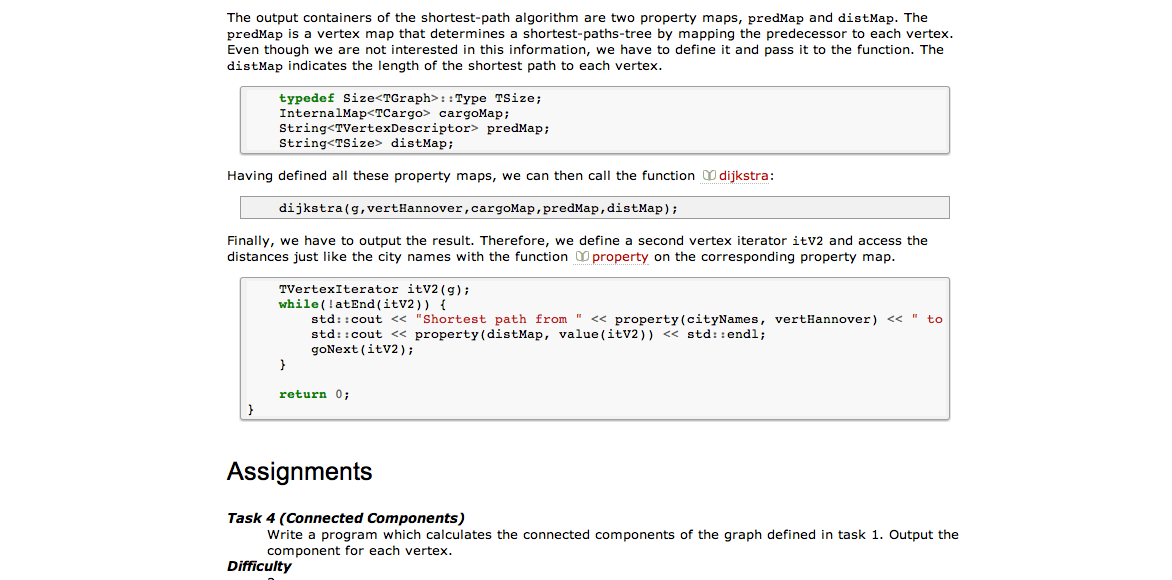 The output containers of the shortest-path algorithm are two property maps, predMap and distMap. The
predMap is a vertex map that determines a shortest-paths-tree by mapping the predecessor to each vertex.
Even though we are not interested in this information, we have to define it and pass it to the function. The
distMap indicates the length of the shortest path to each vertex.
typedef Size<TGraph>::Type TSize;
InternalMap<TCargo> cargoMap;
String<TVertexDescriptor> predMap;
String<TSize> distMap;
Having defined all these property maps, we can then call the function dijkstra:
dijkstra(g,vertHannover,cargoMap,predMap,distMap);
Finally, we have to output the result. Therefore, we define a second vertex iterator itV2 and access the
distances just like the city names with the function property on the corresponding property map.
TVertexIterator itV2(g);
while(!atEnd(itV2)) {
std::cout << "Shortest path from " << property(cityNames, vertHannover) << " to
std::cout << property(distMap, value(itV2)) << std::endl;
goNext(itV2);
}
return 0;
}
Assignments
Task 4 (Connected Components)
Write a program which calculates the connected components of the graph defined in task 1. Output the
component for each vertex.
Difficulty